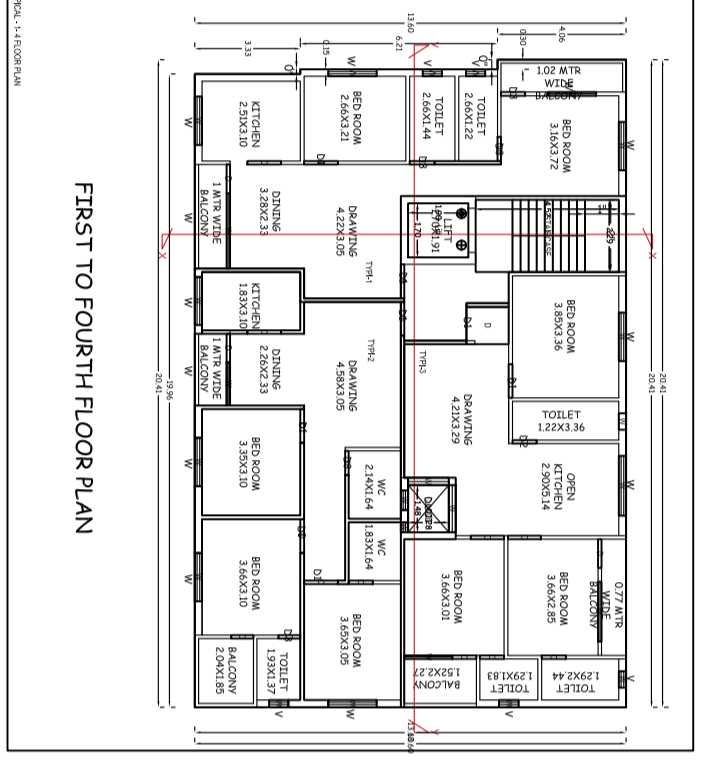 FIRST TO FOURTH FLOOR PLAN
20.41
20.41
1.02 MTR
WIDE
BALCONY
BED ROOM
3.16X3.72
STAIRCASE
2.29
BED ROOM
3.85X3.36
TOILET
1.22X3.36
OPEN
KITCHEN
2.90X5.14
0.77 MTR
WIDE
BALCONY
BED ROOM
3.66X2.85
TOILET
1.29X2.44
TOILET
1.29X1.83
TOILET
2.66X1.22
TOILET
2.66X1.44
LIFT
1.70
D
TYPE-3
DRAWING
4.21X3.29
DUCT
1.48
BED ROOM
3.66X3.01
BALCONY
1.52X2.27
BED ROOM
2.66X3.21
DRAWING
4.22X3.05
TYPE-1
TYPE-2
DRAWING
4.58X3.05
WC
2.14X1.64
WC
1.83X1.64
BED ROOM
3.65X3.05
KITCHEN
2.51X3.10
DINING
3.28X2.33
1 MTR WIDE
BALCONY
KITCHEN
1.83X3.10
DINING
2.26X2.33
1 MTR WIDE
BALCONY
BED ROOM
3.35X3.10
BED ROOM
3.66X3.10
TOILET
1.93X1.37
BALCONY
2.04X1.85
13.60
4.06
0.30
6.21
0.15
3.33
19.96
20.41
X
X
Y
Y